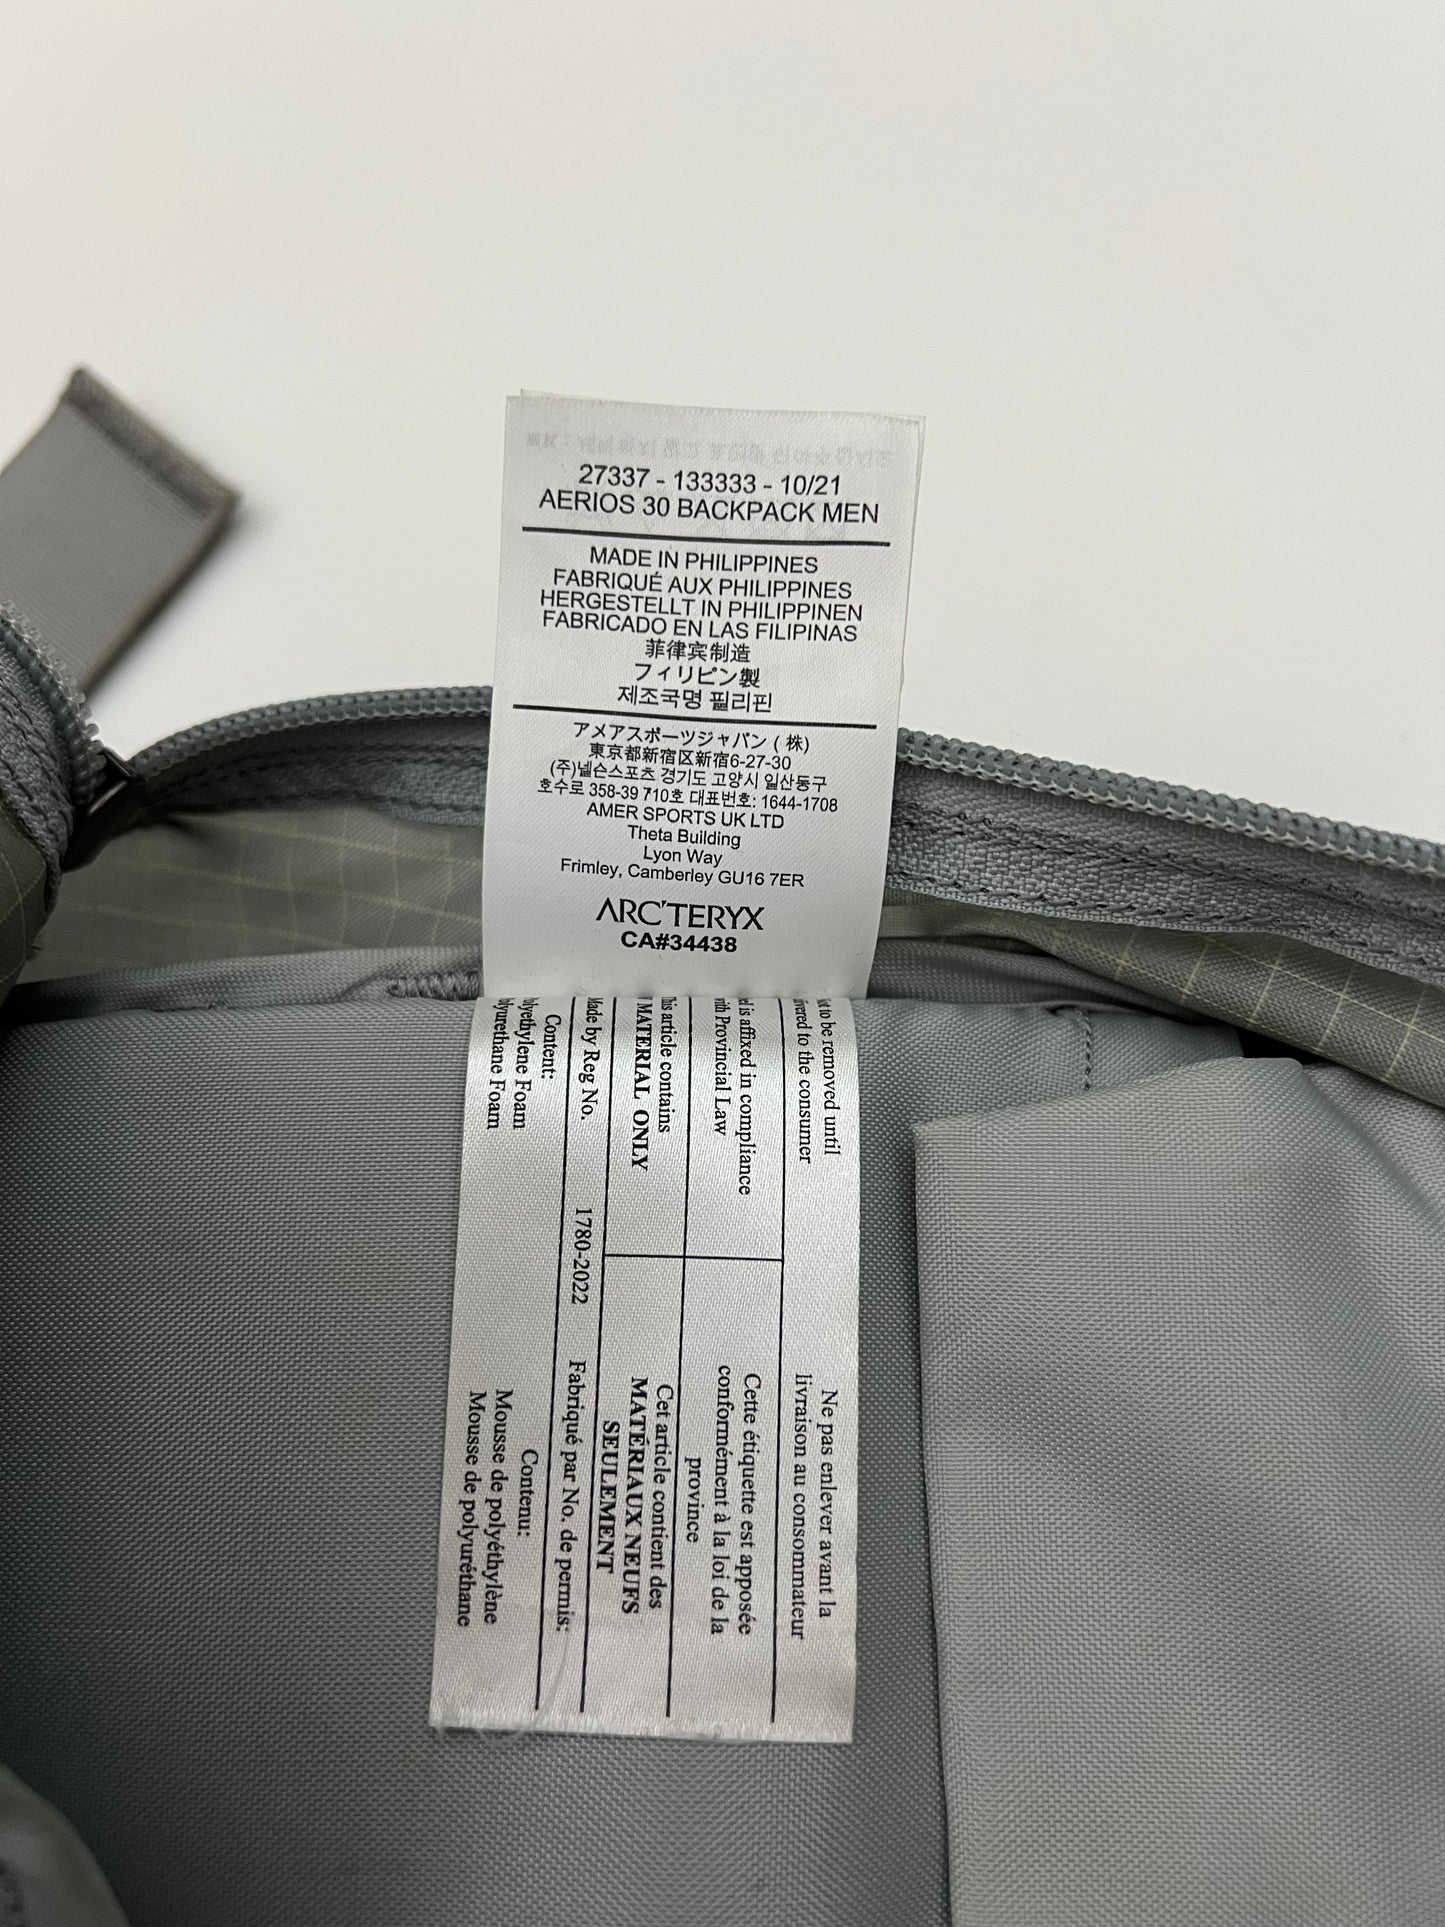 27337 - 133333 - 10/21
AERIOS 30 BACKPACK MEN
MADE IN PHILIPPINES
FABRIQUÉ AUX PHILIPPINES
HERGESTELLT IN PHILIPPINEN
FABRICADO EN LAS FILIPINAS
菲律宾制造
フィリピン製
제조국명 필리핀
アメアスポーツジャパン ( 株)
東京都新宿区新宿6-27-30
(주)넬슨스포츠 경기도 고양시 일산동구
호수로 358-39 710호 대표번호: 1644-1708
AMER SPORTS UK LTD
Theta Building
Lyon Way
Frimley, Camberley GU16 7ER
ARC'TERYX
CA#34438
to be removed until
to the consumer
is affixed in compliance
Provincial Law
article contains
MATERIAL ONLY
Made by Reg No. 1780-2022 Fabriqué par No. de permis:
Content:
Foam
Foam
Ne pas enlever avant la
livraison au consommateur
Cette étiquette est apposée
conformément à la loi de la
province
Cet article contient des
MATÉRIAUX NEUFS
SEULEMENT
Contenu:
Mousse de polyéthylène
Mousse de polyuréthane